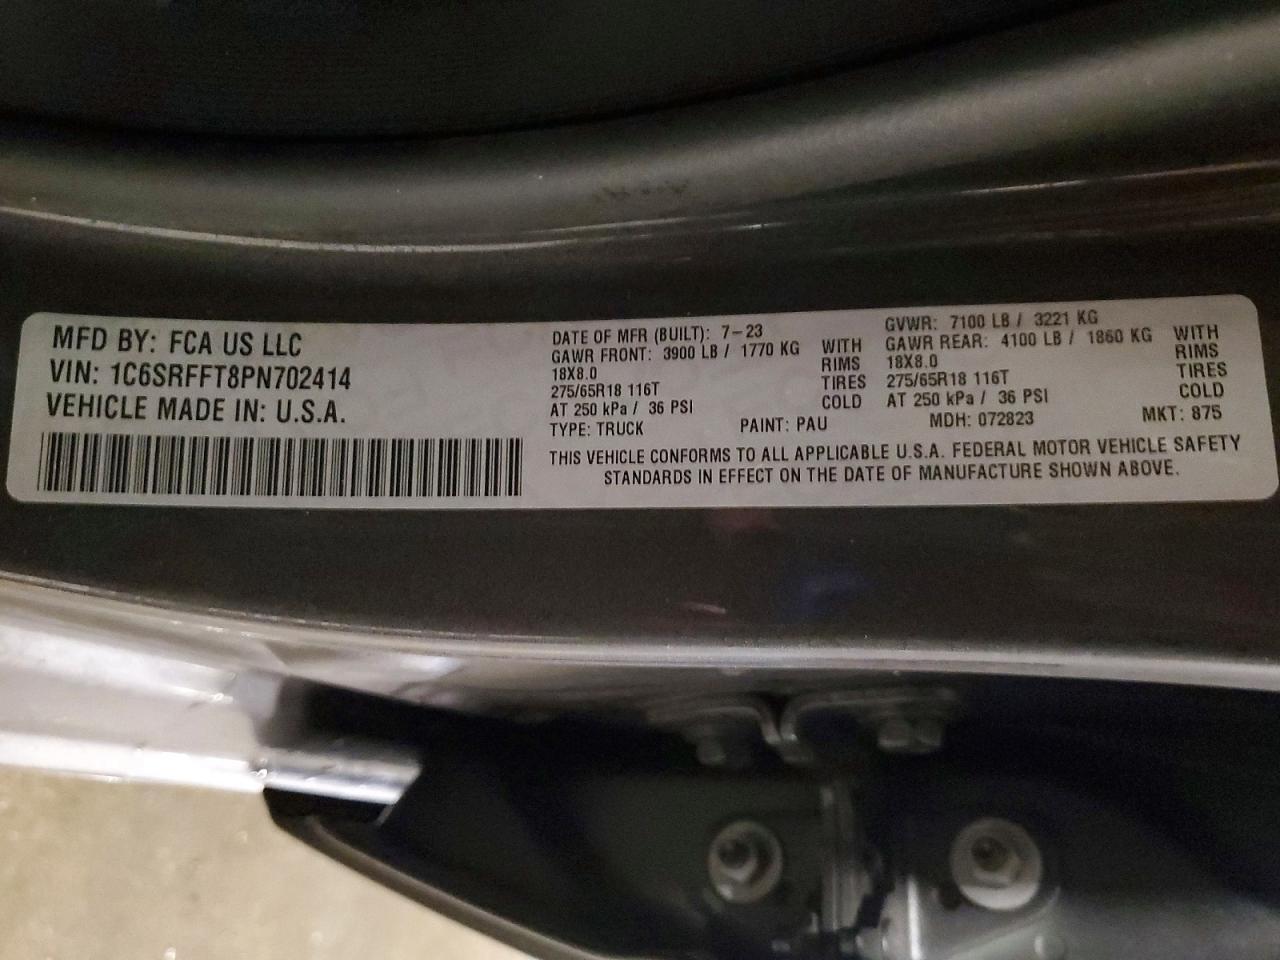 MFD BY: FCA US LLC
VIN: 1C6SRFFT8PN702414
VEHICLE MADE IN: U.S.A.
DATE OF MFR (BUILT): 7-23
GAWR FRONT: 3900 LB / 1770 KG WITH
18X8.0 RIMS
275/65R18 116T TIRES
AT 250 kPa / 36 PSI COLD
GVWR: 7100 LB / 3221 KG
GAWR REAR: 4100 LB / 1860 KG WITH
18X8.0 RIMS
275/65R18 116T TIRES
AT 250 kPa / 36 PSI COLD
TYPE: TRUCK PAINT: PAU MDH: 072823 MKT: 875
THIS VEHICLE CONFORMS TO ALL APPLICABLE U.S.A. FEDERAL MOTOR VEHICLE SAFETY
STANDARDS IN EFFECT ON THE DATE OF MANUFACTURE SHOWN ABOVE.